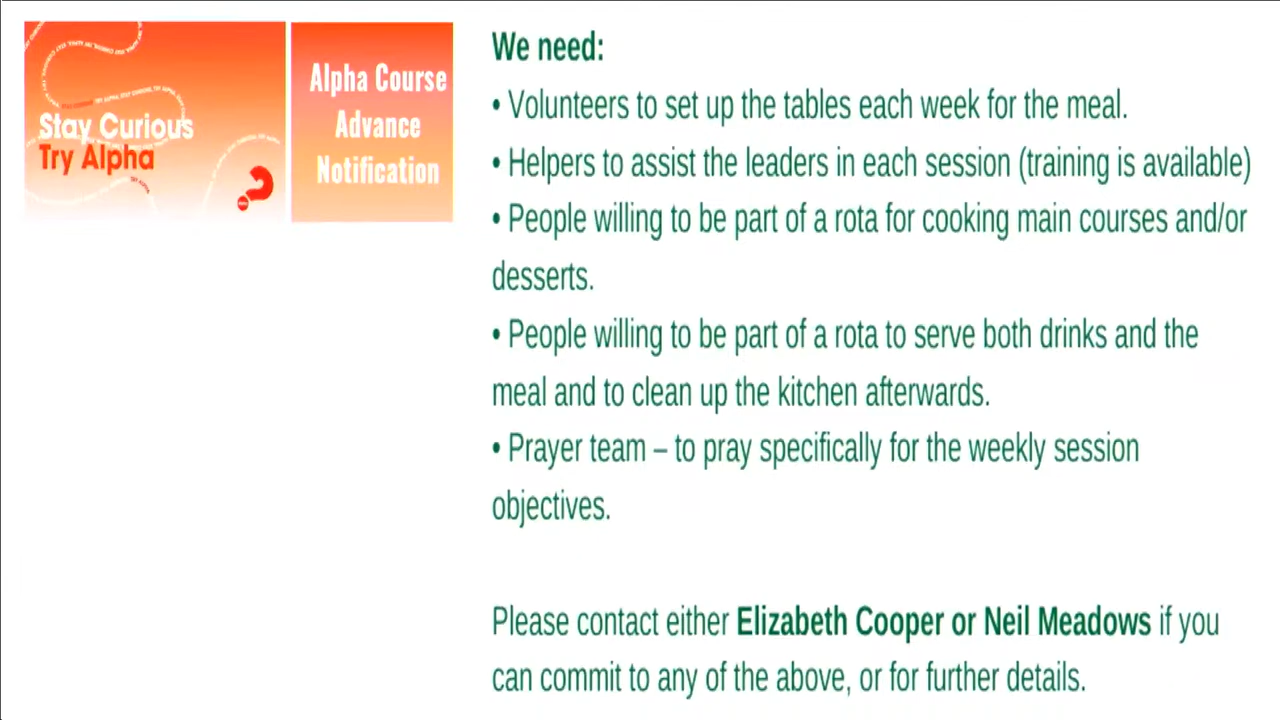 Stay Curious
Try Alpha
Alpha Course
Advance
Notification
We need:
• Volunteers to set up the tables each week for the meal.
• Helpers to assist the leaders in each session (training is available)
• People willing to be part of a rota for cooking main courses and/or
desserts.
• People willing to be part of a rota to serve both drinks and the
meal and to clean up the kitchen afterwards.
• Prayer team – to pray specifically for the weekly session
objectives.
Please contact either Elizabeth Cooper or Neil Meadows if you
can commit to any of the above, or for further details.